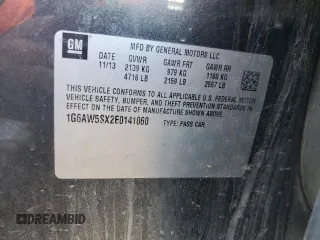 GM
MFD BY GENERAL MOTORS LLC
11/13
GVWR GAWR FRT GAWR RR
2139 KG 979 KG 1160 KG
4716 LB 2159 LB 2557 LB
THIS VEHICLE CONFORMS TO ALL APPLICABLE U.S. FEDERAL MOTOR VEHICLE
SAFETY, BUMPER, AND THEFT PREVENTION STANDARDS IN EFFECT ON THE DATE OF
MANUFACTURE SHOWN ABOVE.
1G6AW5SX2E0141060
TYPE: PASS CAR
DREAMBID